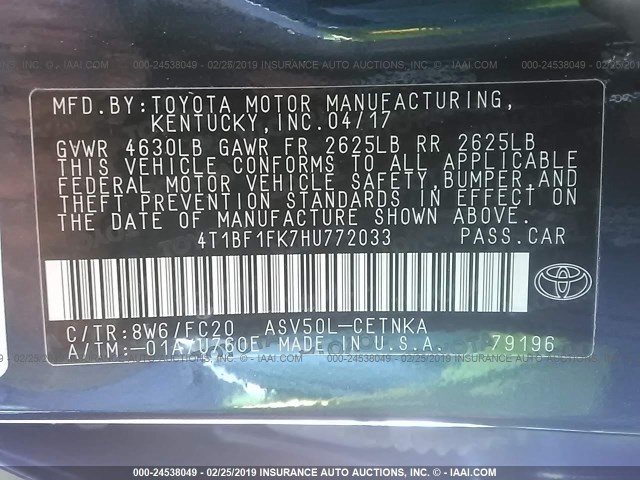 000-24538049 - 02/25/2019 INSURANCE AUTO AUCTIONS - ©IAAI.COM
MFD.BY:TOYOTA MOTOR MANUFACTURING,
KENTUCKY,INC.04/17
GVWR 4630LB GAWR FR 2625LB RR 2625LB
THIS VEHICLE CONFORMS TO ALL APPLICABLE
FEDERAL MOTOR VEHICLE SAFETY,BUMPER,AND
THEFT PREVENTION STANDARDS IN EFFECT ON
THE DATE OF MANUFACTURE SHOWN ABOVE.
4T1BF1FK7HU772033 PASS.CAR
C/TR:8W6/FC20 ASV50L-CETNKA
A/TM:-01A/U760E MADE IN U.S.A. 79196
000-24538049 - 02/25/2019 INSURANCE AUTO AUCTIONS - ©IAAI.COM